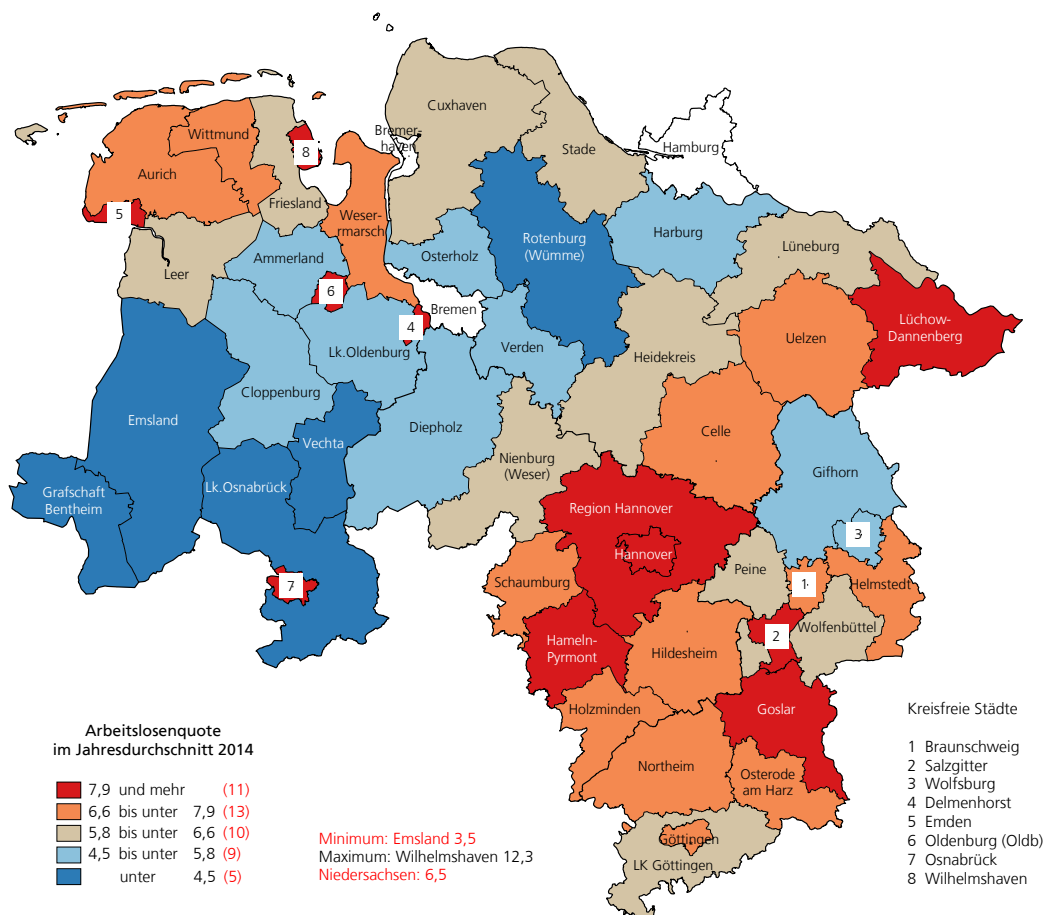 Cuxhaven
Bremer-
haven
Wittmund
8
Stade
Hamburg
Aurich
Friesland
5
Weser-
marsch
Harburg
Rotenburg
(Wümme)
Lüneburg
Osterholz
Ammerland
Leer
6
Bremen
4
Lüchow-
Dannenberg
Uelzen
Lk.Oldenburg
Verden
Heidekreis
Cloppenburg
Emsland
Diepholz
Celle
Vechta
Nienburg
(Weser)
Gifhorn
Lk.Osnabrück
Grafschaft
Bentheim
Region Hannover
3
Hannover
Peine
Schaumburg
1
Helmstedt
7
Wolfenbüttel
2
Hameln-
Pyrmont
Hildesheim
Holzminden
Goslar
Northeim
Osterode
am Harz
Göttingen
LK Göttingen
Arbeitslosenquote
im Jahresdurchschnitt 2014
7,9 und mehr (11)
6,6 bis unter 7,9 (13)
5,8 bis unter 6,6 (10)
4,5 bis unter 5,8 (9)
unter 4,5 (5)
Minimum: Emsland 3,5
Maximum: Wilhelmshaven 12,3
Niedersachsen: 6,5
Kreisfreie Städte
1 Braunschweig
2 Salzgitter
3 Wolfsburg
4 Delmenhorst
5 Emden
6 Oldenburg (Oldb)
7 Osnabrück
8 Wilhelmshaven